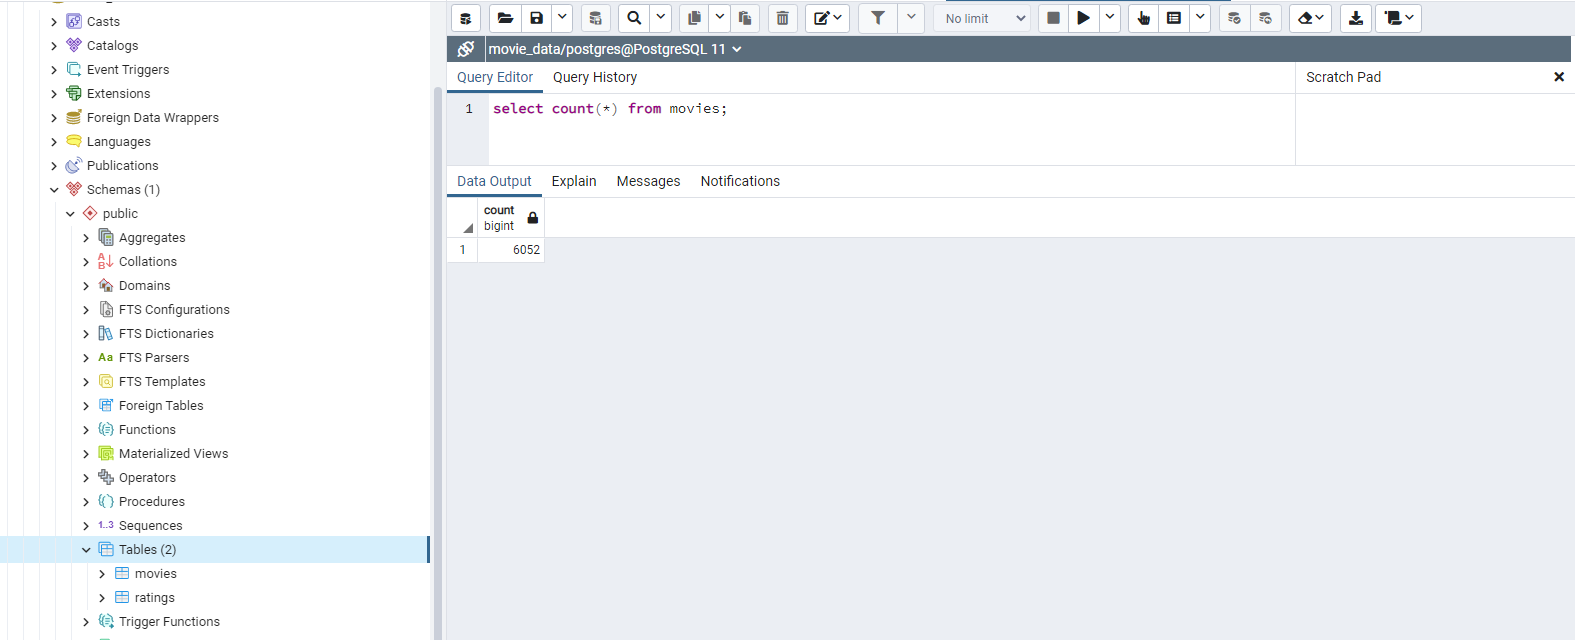 Casts
Catalogs
Event Triggers
Extensions
Foreign Data Wrappers
Languages
Publications
Schemas (1)
public
Aggregates
Collations
Domains
FTS Configurations
FTS Dictionaries
Aa FTS Parsers
FTS Templates
Foreign Tables
Functions
Materialized Views
Operators
Procedures
1..3 Sequences
Tables (2)
movies
ratings
Trigger Functions
No limit
movie_data/postgres@PostgreSQL 11
Query Editor Query History
Scratch Pad
1 select count(*) from movies;
Data Output Explain Messages Notifications
count
bigint
1 6052